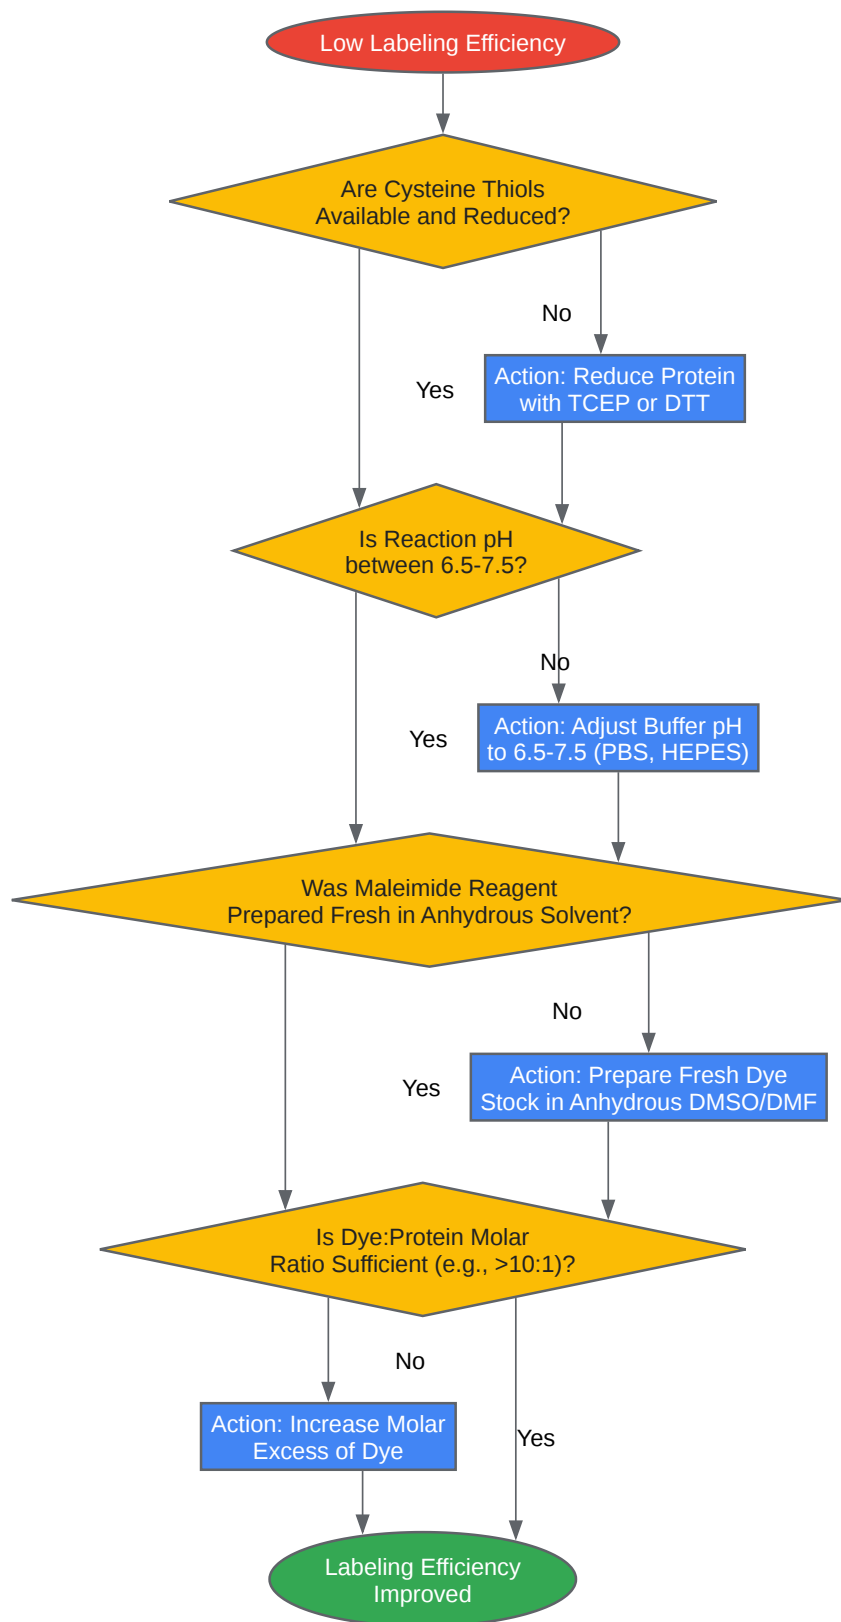 Low Labeling Efficiency
Are Cysteine Thiols
Available and Reduced?
No
Yes
Action: Reduce Protein
with TCEP or DTT
Is Reaction pH
between 6.5-7.5?
No
Yes
Action: Adjust Buffer pH
to 6.5-7.5 (PBS, HEPES)
Was Maleimide Reagent
Prepared Fresh in Anhydrous Solvent?
No
Yes
Action: Prepare Fresh Dye
Stock in Anhydrous DMSO/DMF
Is Dye:Protein Molar
Ratio Sufficient (e.g., >10:1)?
No
Action: Increase Molar
Excess of Dye
Yes
Labeling Efficiency
Improved